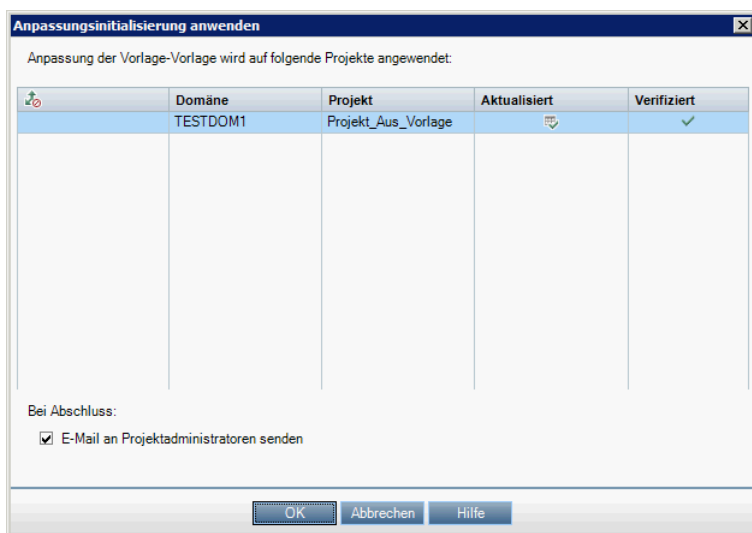 Anpassungsinitialisierung anwenden
Anpassung der Vorlage-Vorlage wird auf folgende Projekte angewendet:
Domäne Projekt Aktualisiert Verifiziert
TESTDOM1 Projekt_Aus_Vorlage
Bei Abschluss:
E-Mail an Projektadministratoren senden
OK Abbrechen Hilfe